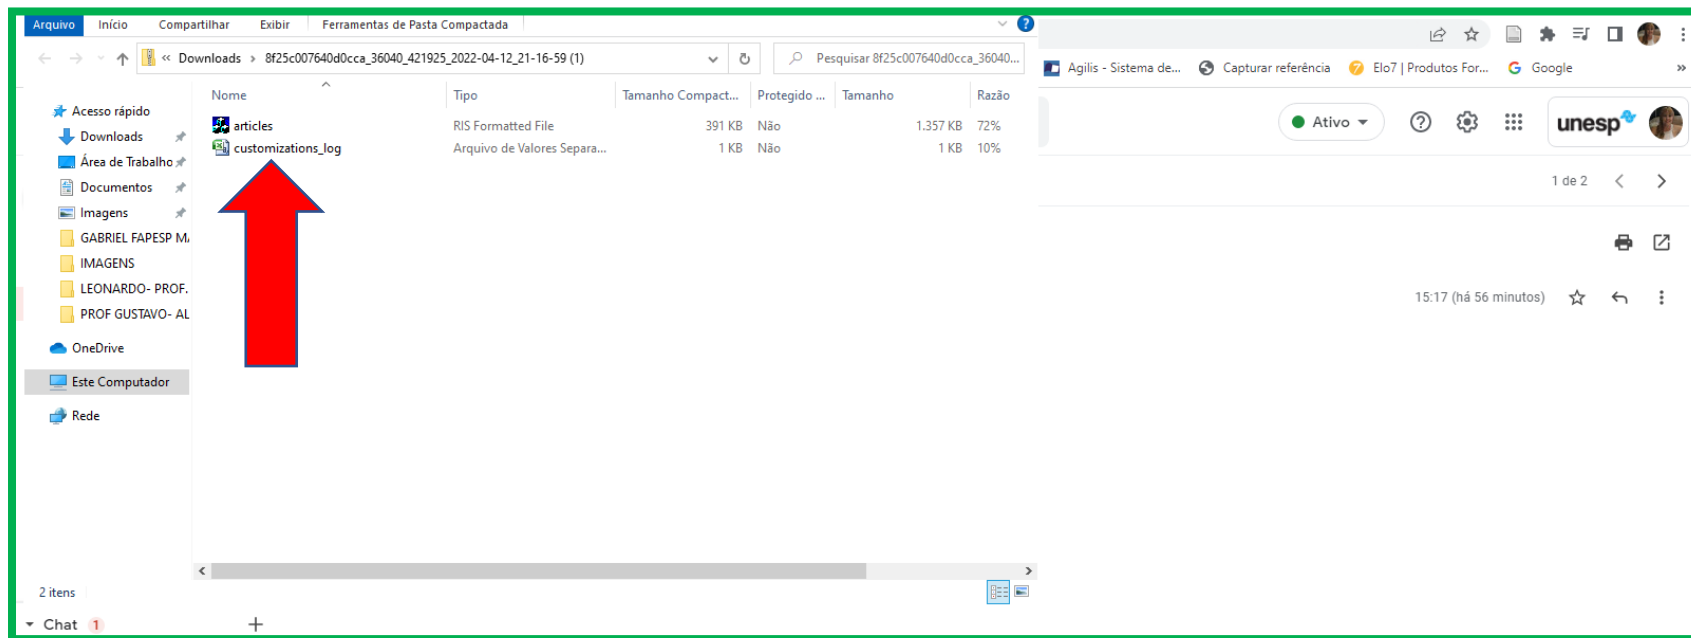 Arquivo Início Compartilhar Exibir Ferramentas de Pasta Compactada
« Downloads › 8f25c007640d0cca_36040_421925_2022-04-12_21-16-59 (1)
Pesquisar 8f25c007640d0cca_36040...
Nome Tipo Tamanho Compact... Protegido ... Tamanho Razão
articles RIS Formatted File 391 KB Não 1.357 KB 72%
customizations_log Arquivo de Valores Separa... 1 KB Não 1 KB 10%
Acesso rápido
Downloads
Área de Trabalho
Documentos
Imagens
GABRIEL FAPESP MA
IMAGENS
LEONARDO- PROF.
PROF GUSTAVO- AL
OneDrive
Este Computador
Rede
2 itens
Chat 1
Agilis - Sistema de... Capturar referência Elo7 | Produtos For... Google »
Ativo
unesp
1 de 2
15:17 (há 56 minutos)